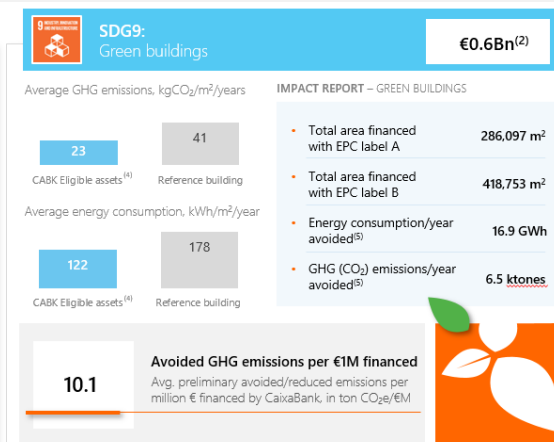 9 INDUSTRY, INNOVATION
AND INFRASTRUCTURE
SDG9:
Green buildings
€0.6Bn(2)
Average GHG emissions, kgCO₂/m²/years
23
41
CABK Eligible assets (4)
Reference building
Average energy consumption, kWh/m²/year
122
178
CABK Eligible assets (4)
Reference building
IMPACT REPORT – GREEN BUILDINGS
• Total area financed
with EPC label A
286,097 m²
• Total area financed
with EPC label B
418,753 m²
• Energy consumption/year
avoided(5)
16.9 GWh
• GHG (CO₂) emissions/year
avoided(5)
6.5 ktones
10.1
Avoided GHG emissions per €1M financed
Avg. preliminary avoided/reduced emissions per
million € financed by CaixaBank, in ton CO₂e/€M